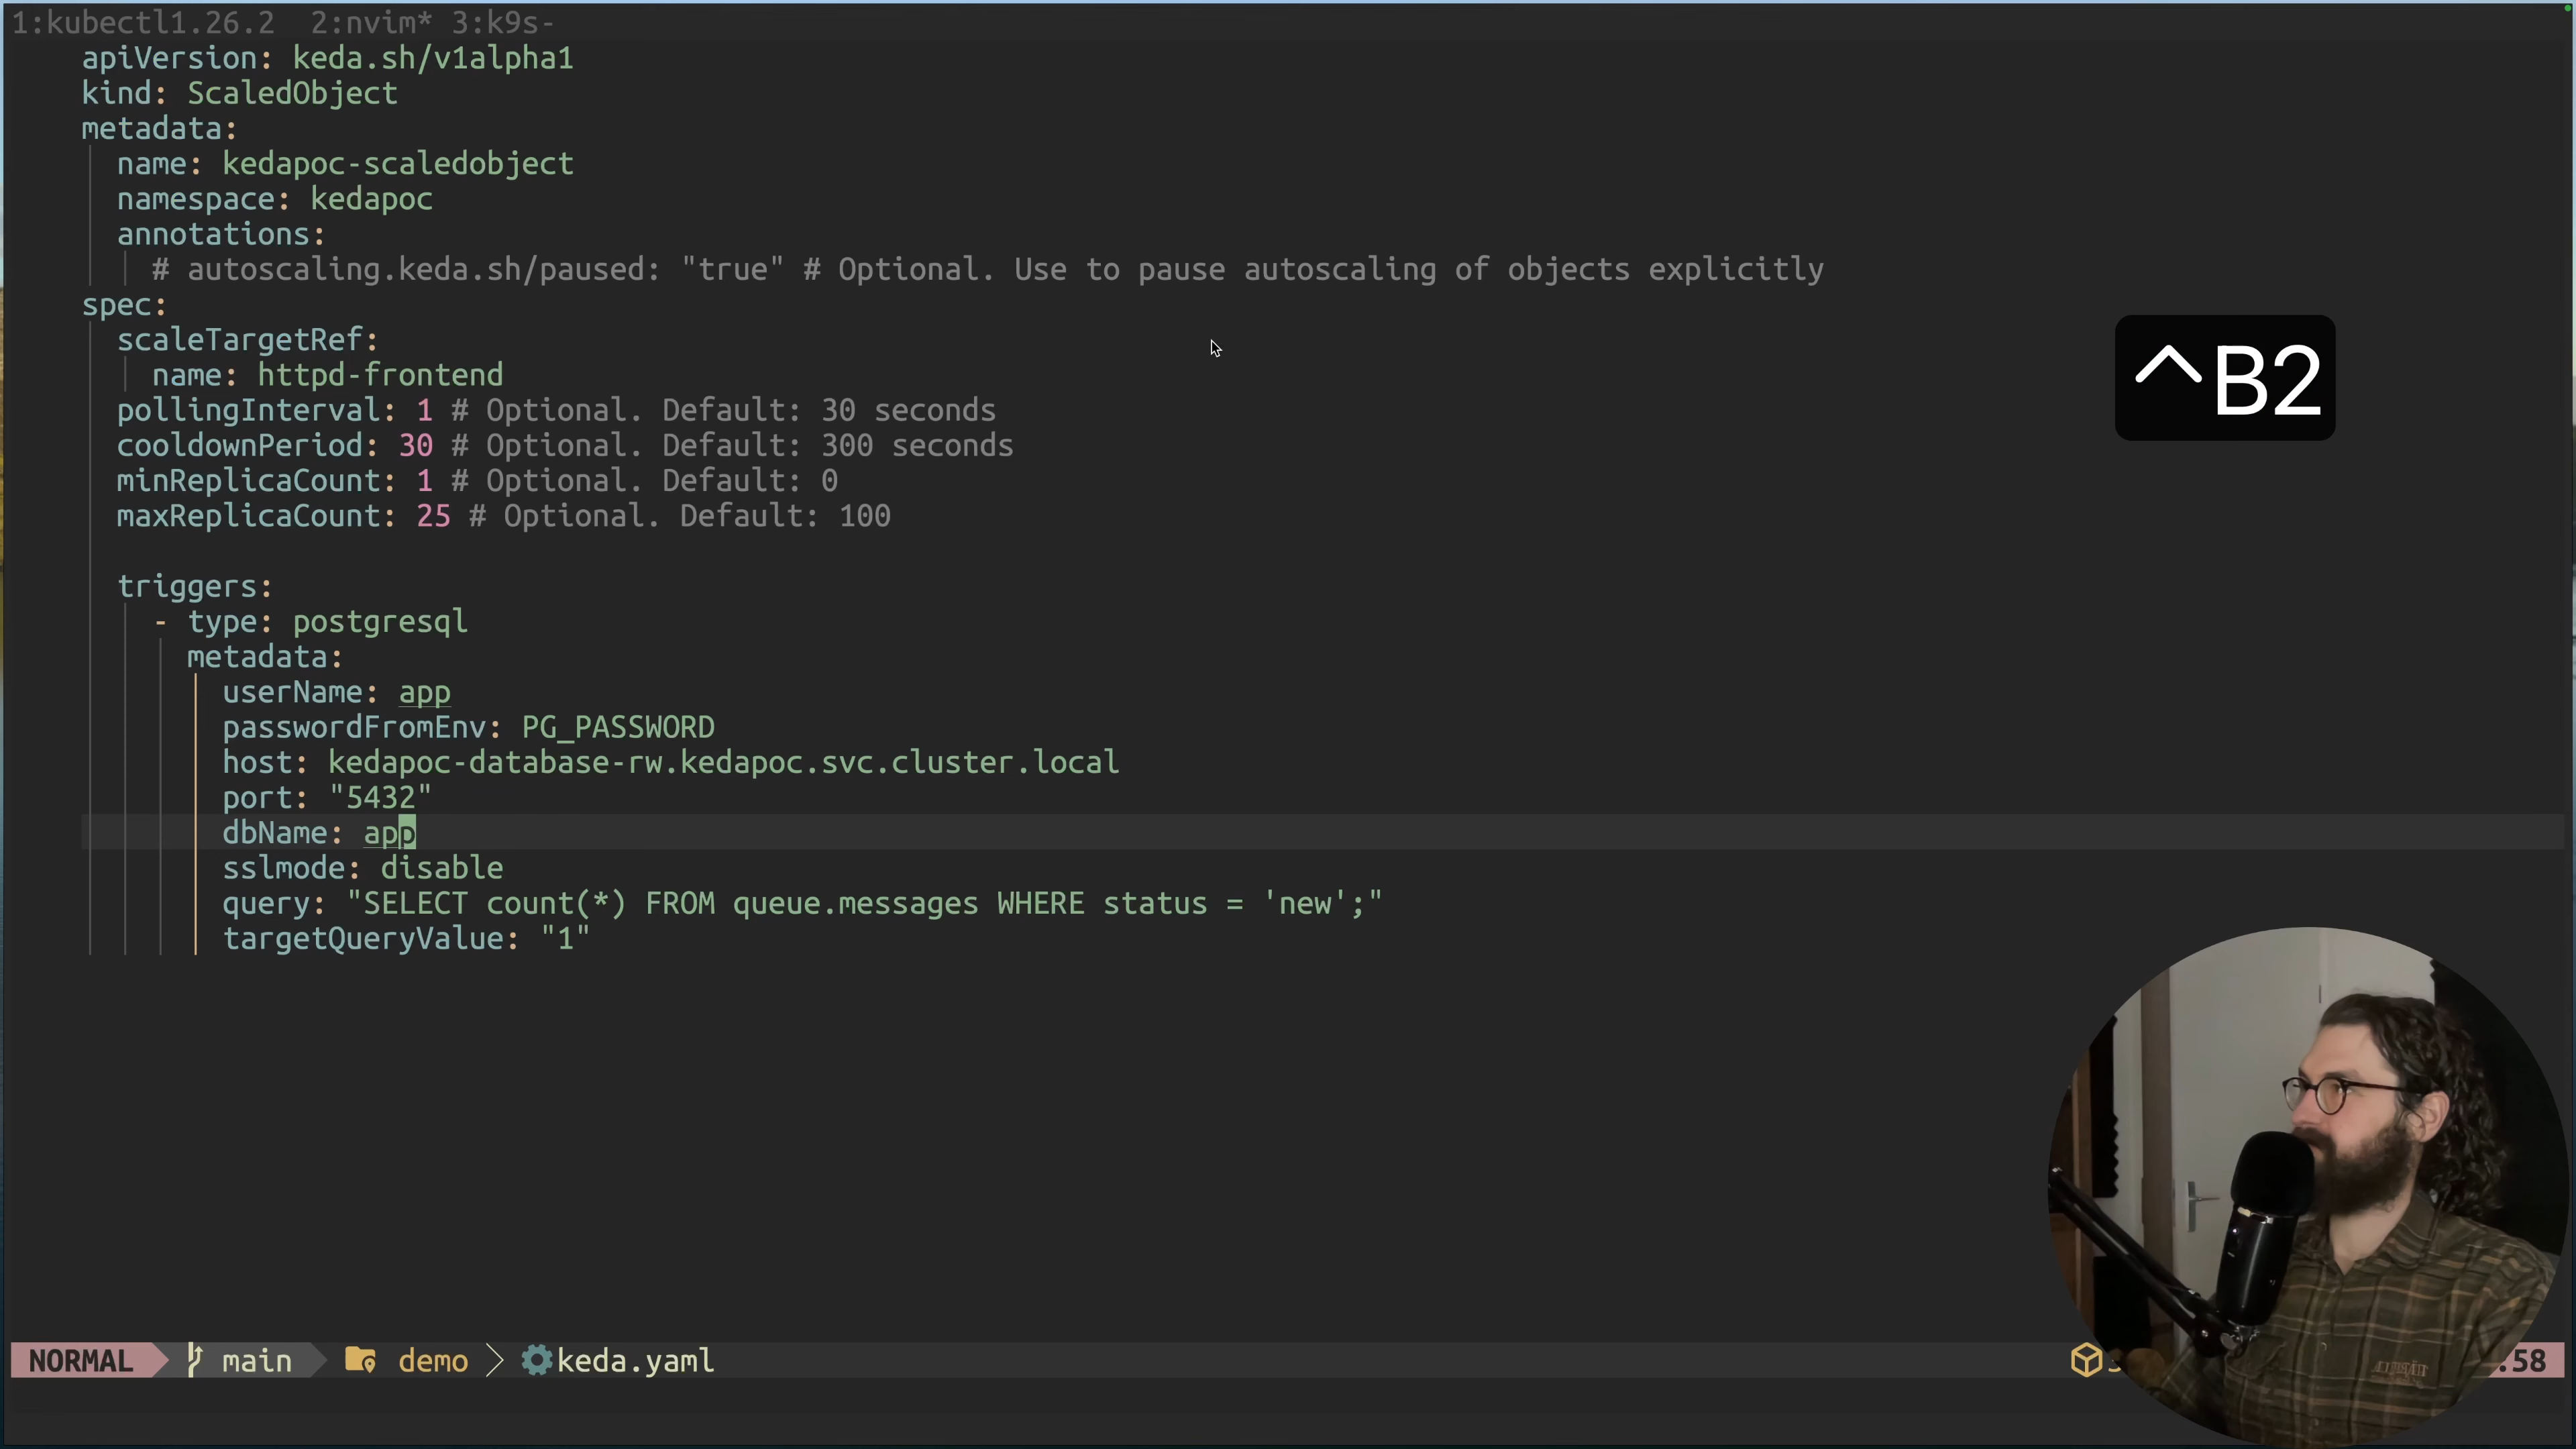 1:kubectl1.26.2 2:nvim* 3:k9s-
apiVersion: keda.sh/v1alpha1
kind: ScaledObject
metadata:
name: kedapoc-scaledobject
namespace: kedapoc
annotations:
# autoscaling.keda.sh/paused: "true" # Optional. Use to pause autoscaling of objects explicitly
spec:
scaleTargetRef:
name: httpd-frontend
pollingInterval: 1 # Optional. Default: 30 seconds
cooldownPeriod: 30 # Optional. Default: 300 seconds
minReplicaCount: 1 # Optional. Default: 0
maxReplicaCount: 25 # Optional. Default: 100
triggers:
- type: postgresql
metadata:
userName: app
passwordFromEnv: PG_PASSWORD
host: kedapoc-database-rw.kedapoc.svc.cluster.local
port: "5432"
dbName: app
sslmode: disable
query: "SELECT count(*) FROM queue.messages WHERE status = 'new';"
targetQueryValue: "1"
^B2
NORMAL main demo > keda.yaml :58